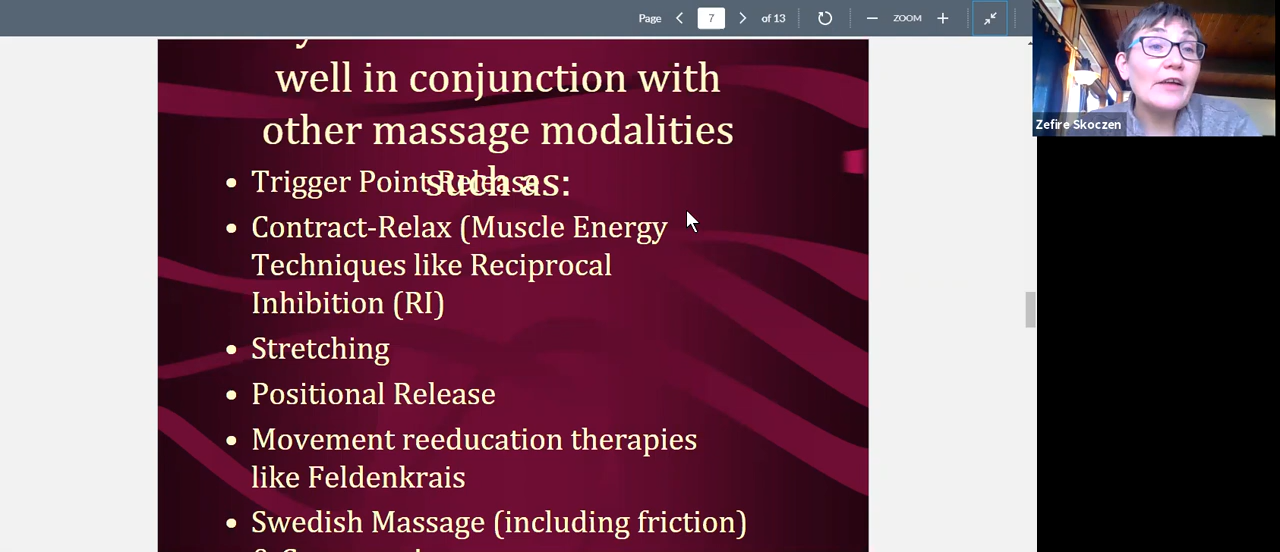 Page 7 of 13 ZOOM
well in conjunction with
other massage modalities
such as:
• Trigger Point Release
• Contract-Relax (Muscle Energy
Techniques like Reciprocal
Inhibition (RI)
• Stretching
• Positional Release
• Movement reeducation therapies
like Feldenkrais
• Swedish Massage (including friction)
Zefire Skoczen